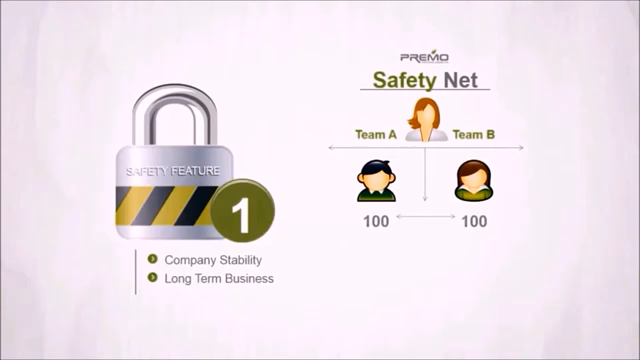 SAFETY FEATURE
1
Company Stability
Long Term Business
PREMO
Safety Net
Team A
Team B
100
100